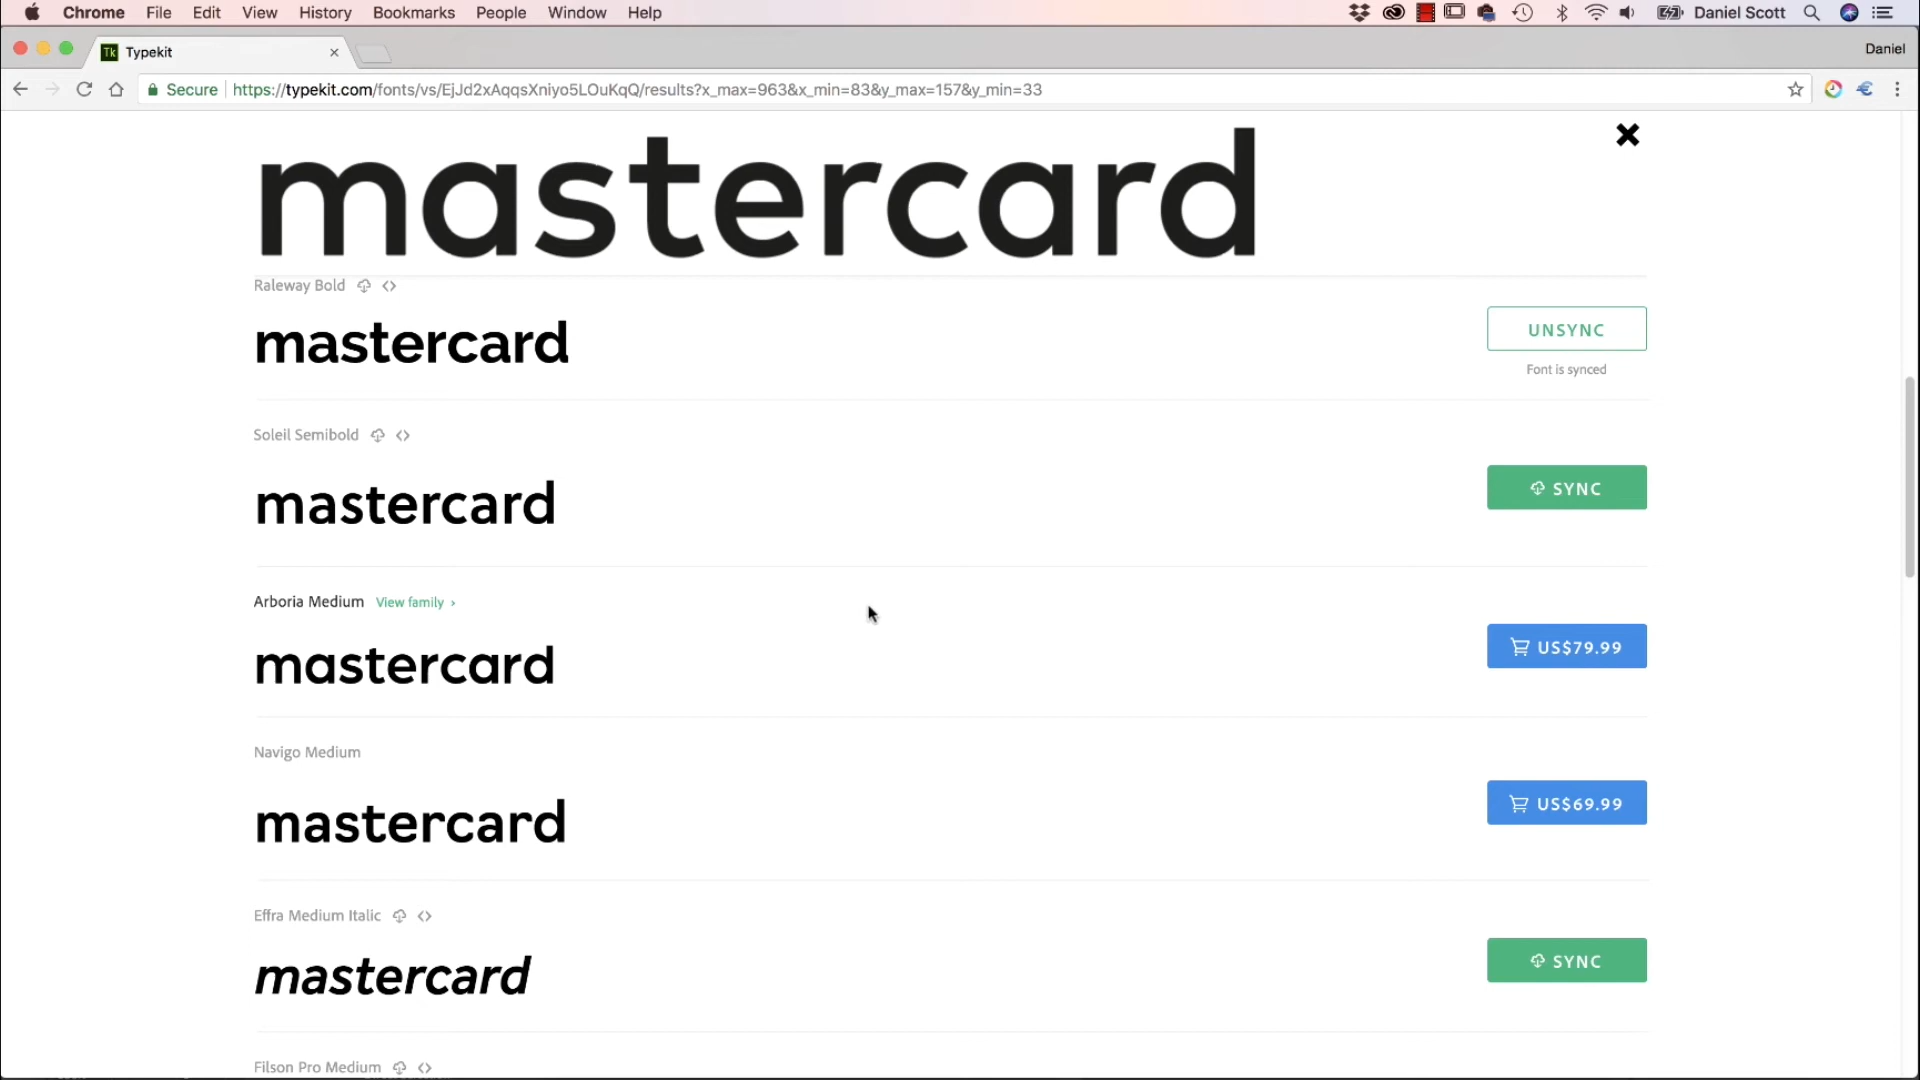 Chrome File Edit View History Bookmarks People Window Help Daniel Scott
Tk Typekit Daniel
Secure https://typekit.com/fonts/vs/EjJd2xAqqsXniyo5LOuKqQ/results?x_max=963&x_min=83&y_max=157&y_min=33
mastercard
Raleway Bold
mastercard
UNSYNC
Font is synced
Soleil Semibold
mastercard
SYNC
Arboria Medium View family ›
mastercard
US$79.99
Navigo Medium
mastercard
US$69.99
Effra Medium Italic
mastercard
SYNC
Filson Pro Medium